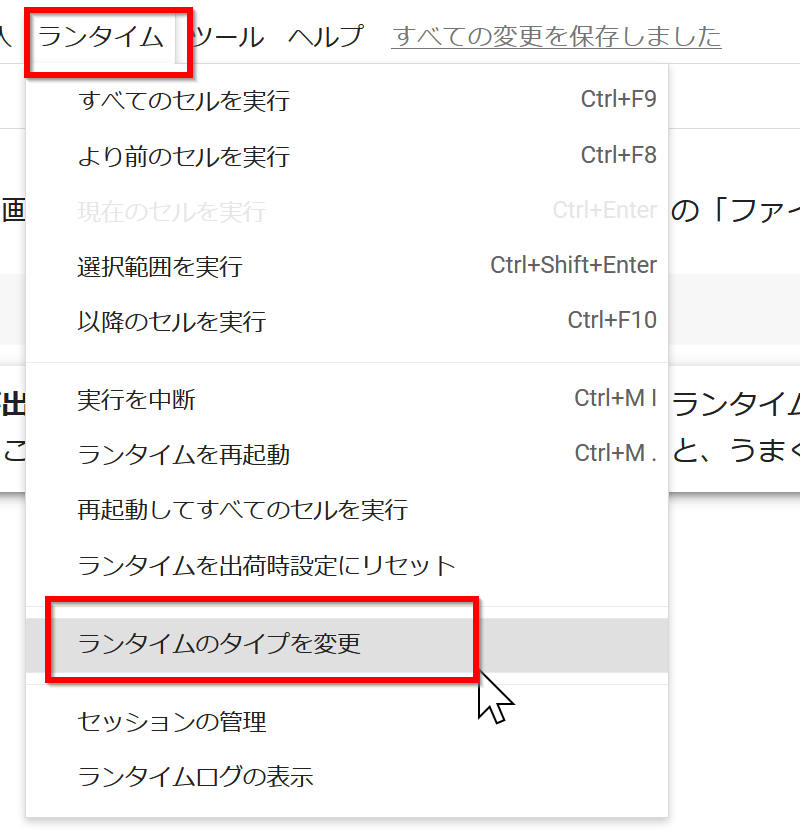 ランタイム ツール ヘルプ すべての変更を保存しました
すべてのセルを実行 Ctrl+F9
より前のセルを実行 Ctrl+F8
画 現在のセルを実行 Ctrl+Enter の「ファイ
選択範囲を実行 Ctrl+Shift+Enter
以降のセルを実行 Ctrl+F10
出 実行を中断 Ctrl+M I ランタイム
こ ランタイムを再起動 Ctrl+M . と、うまく
再起動してすべてのセルを実行
ランタイムを出荷時設定にリセット
ランタイムのタイプを変更
セッションの管理
ランタイムログの表示